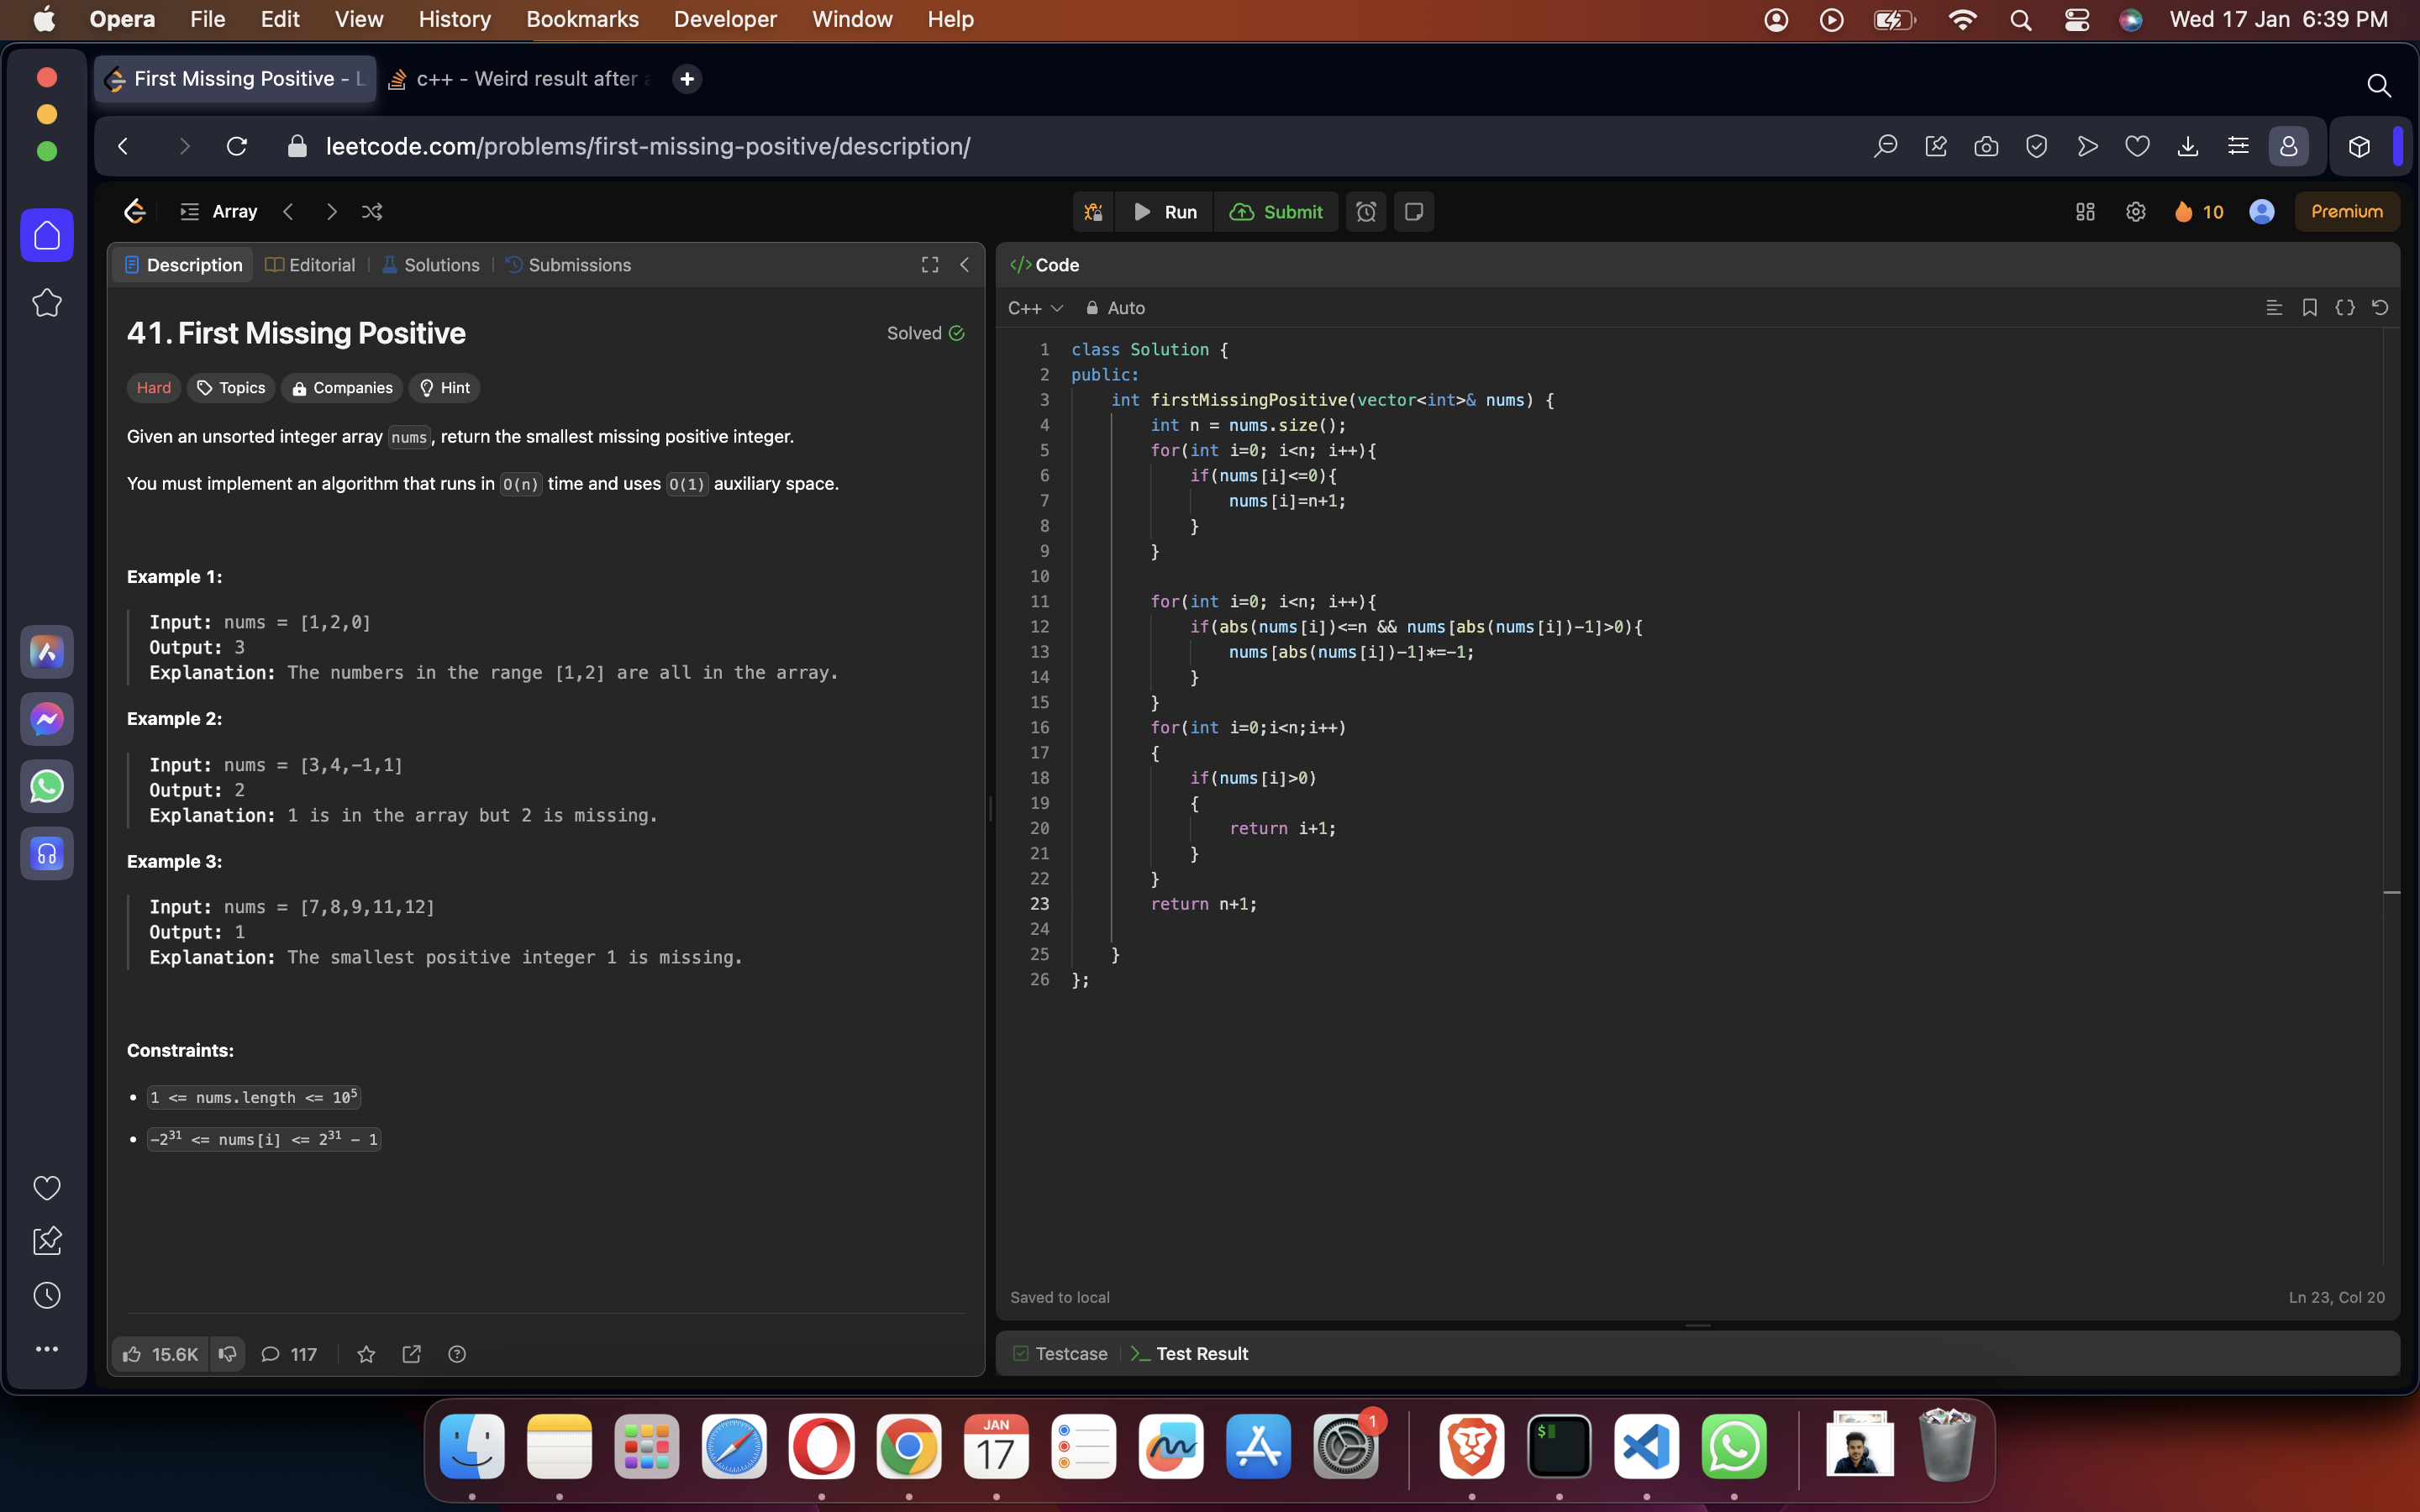 Opera File Edit View History Bookmarks Developer Window Help Wed 17 Jan 6:39 PM
First Missing Positive - L c++ - Weird result after a
leetcode.com/problems/first-missing-positive/description/
Array Run Submit 10 Premium
Description Editorial Solutions Submissions
41. First Missing Positive Solved
Hard Topics Companies Hint
Given an unsorted integer array nums, return the smallest missing positive integer.
You must implement an algorithm that runs in O(n) time and uses O(1) auxiliary space.
Example 1:
Input: nums = [1,2,0]
Output: 3
Explanation: The numbers in the range [1,2] are all in the array.
Example 2:
Input: nums = [3,4,-1,1]
Output: 2
Explanation: 1 is in the array but 2 is missing.
Example 3:
Input: nums = [7,8,9,11,12]
Output: 1
Explanation: The smallest positive integer 1 is missing.
Constraints:
• 1 <= nums.length <= 10⁵
• -2³¹ <= nums[i] <= 2³¹ - 1
15.6K 117
</> Code
C++ Auto
1 class Solution {
2 public:
3 int firstMissingPositive(vector<int>& nums) {
4 int n = nums.size();
5 for(int i=0; i<n; i++){
6 if(nums[i]<=0){
7 nums[i]=n+1;
8 }
9 }
10
11 for(int i=0; i<n; i++){
12 if(abs(nums[i])<=n && nums[abs(nums[i])-1]>0){
13 nums[abs(nums[i])-1]*=-1;
14 }
15 }
16 for(int i=0;i<n;i++)
17 {
18 if(nums[i]>0)
19 {
20 return i+1;
21 }
22 }
23 return n+1;
24
25 }
26 };
Saved to local Ln 23, Col 20
Testcase >_ Test Result
JAN
17
1
$